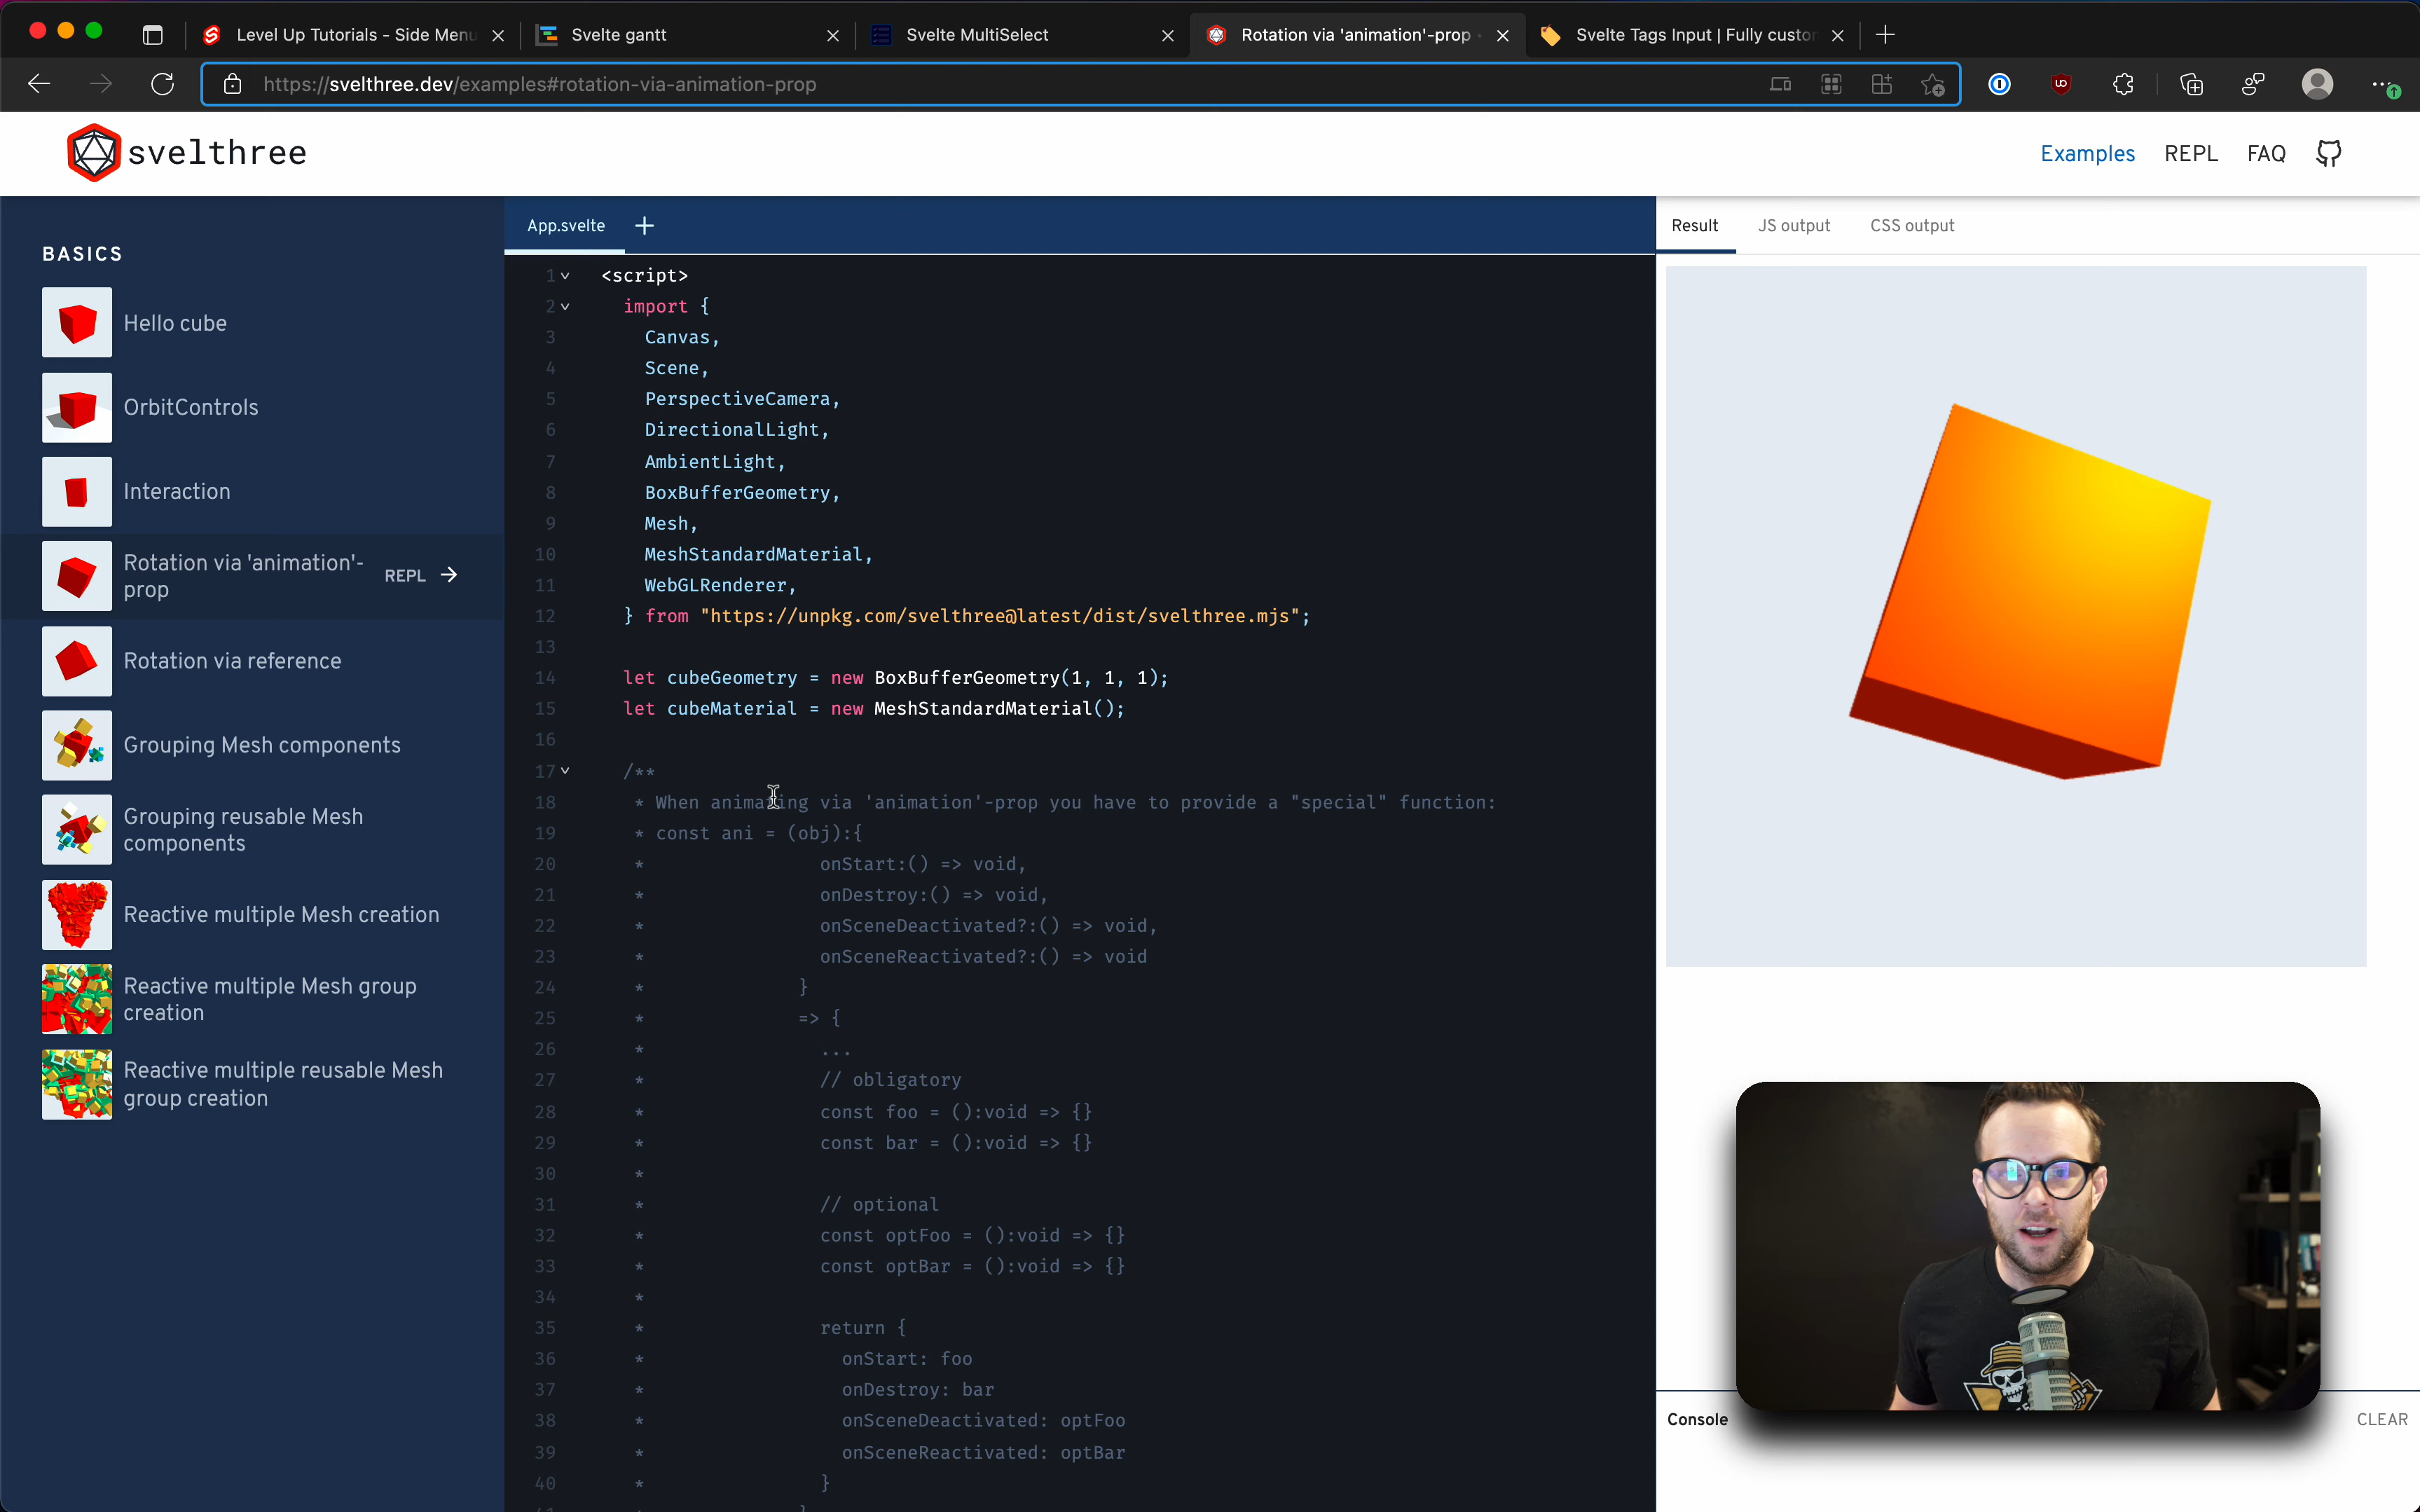 Level Up Tutorials - Side Menu
Svelte gantt
Svelte MultiSelect
Rotation via 'animation'-prop
Svelte Tags Input | Fully custom
https://svelthree.dev/examples#rotation-via-animation-prop
svelthree
Examples
REPL
FAQ
BASICS
Hello cube
OrbitControls
Interaction
Rotation via 'animation'-
prop
REPL
Rotation via reference
Grouping Mesh components
Grouping reusable Mesh
components
Reactive multiple Mesh creation
Reactive multiple Mesh group
creation
Reactive multiple reusable Mesh
group creation
App.svelte
1 <script>
2 import {
3 Canvas,
4 Scene,
5 PerspectiveCamera,
6 DirectionalLight,
7 AmbientLight,
8 BoxBufferGeometry,
9 Mesh,
10 MeshStandardMaterial,
11 WebGLRenderer,
12 } from "https://unpkg.com/svelthree@latest/dist/svelthree.mjs";
13
14 let cubeGeometry = new BoxBufferGeometry(1, 1, 1);
15 let cubeMaterial = new MeshStandardMaterial();
16
17 /**
18 * When animating via 'animation'-prop you have to provide a "special" function:
19 * const ani = (obj):{
20 * onStart:() => void,
21 * onDestroy:() => void,
22 * onSceneDeactivated?:() => void,
23 * onSceneReactivated?:() => void
24 * }
25 * => {
26 * ...
27 * // obligatory
28 * const foo = ():void => {}
29 * const bar = ():void => {}
30 *
31 * // optional
32 * const optFoo = ():void => {}
33 * const optBar = ():void => {}
34 *
35 * return {
36 * onStart: foo
37 * onDestroy: bar
38 * onSceneDeactivated: optFoo
39 * onSceneReactivated: optBar
40 * }
Result
JS output
CSS output
Console
CLEAR